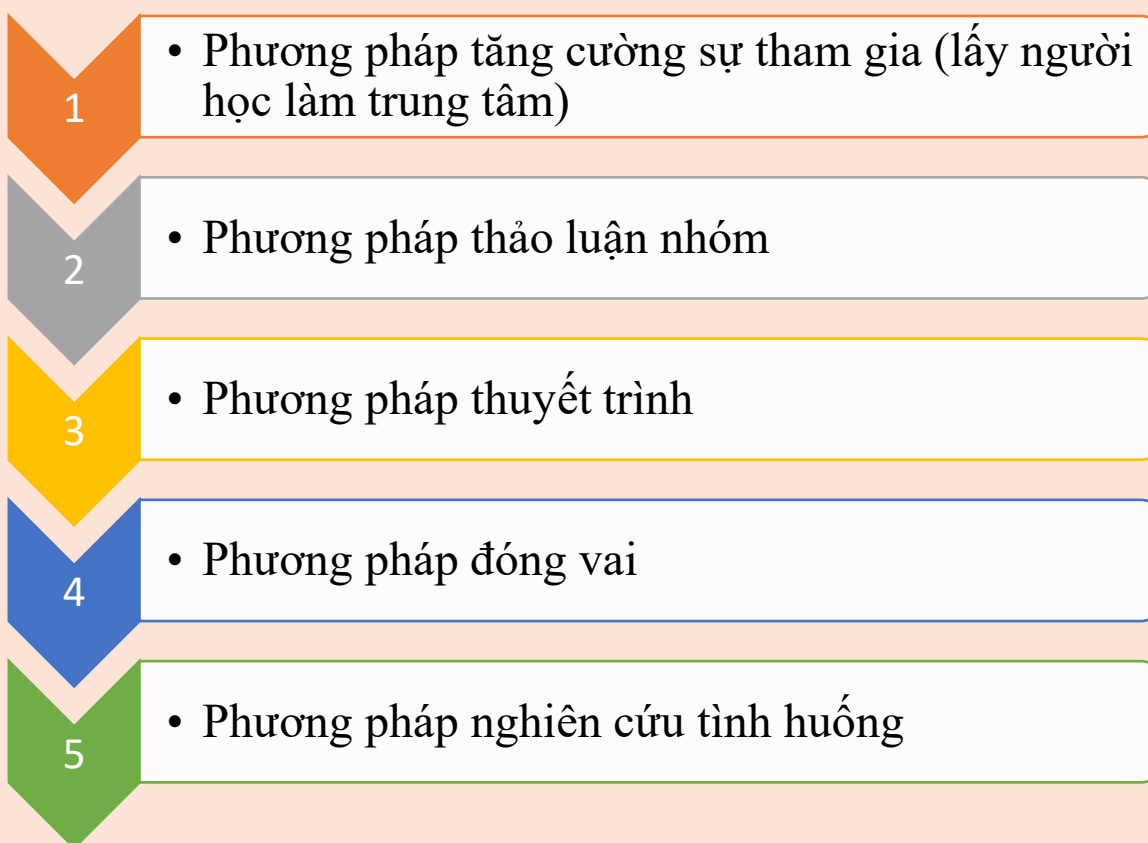 1
• Phương pháp tăng cường sự tham gia (lấy người
học làm trung tâm)
2
• Phương pháp thảo luận nhóm
3
• Phương pháp thuyết trình
4
• Phương pháp đóng vai
5
• Phương pháp nghiên cứu tình huống